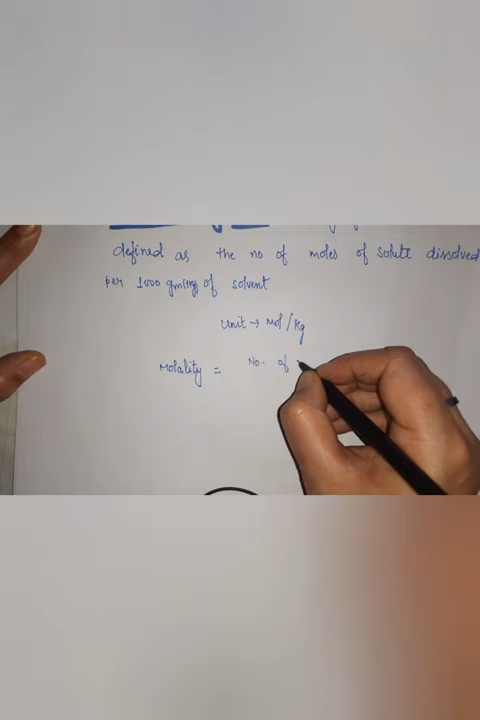 defined as the no of moles of solute dissolved
per 1000 gm(1kg) of solvent
Unit → mol/Kg
Molality = No. of